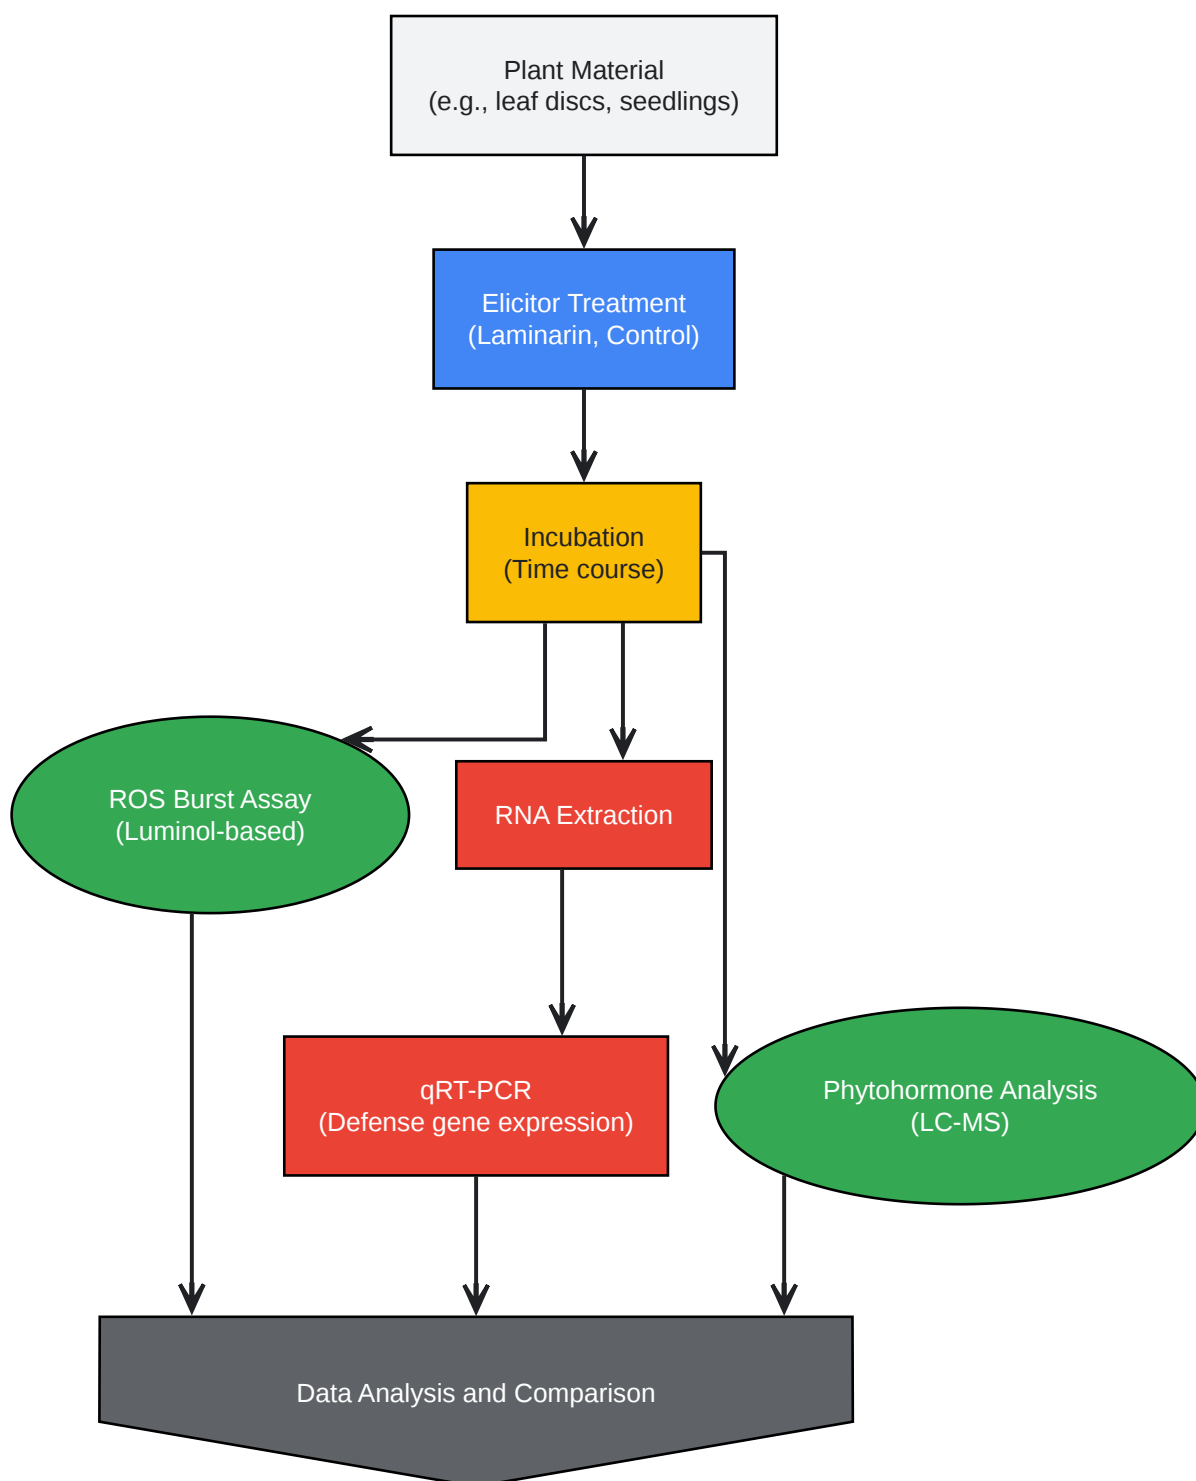 Plant Material
(e.g., leaf discs, seedlings)
Elicitor Treatment
(Laminarin, Control)
Incubation
(Time course)
ROS Burst Assay
(Luminol-based)
RNA Extraction
qRT-PCR
(Defense gene expression)
Phytohormone Analysis
(LC-MS)
Data Analysis and Comparison